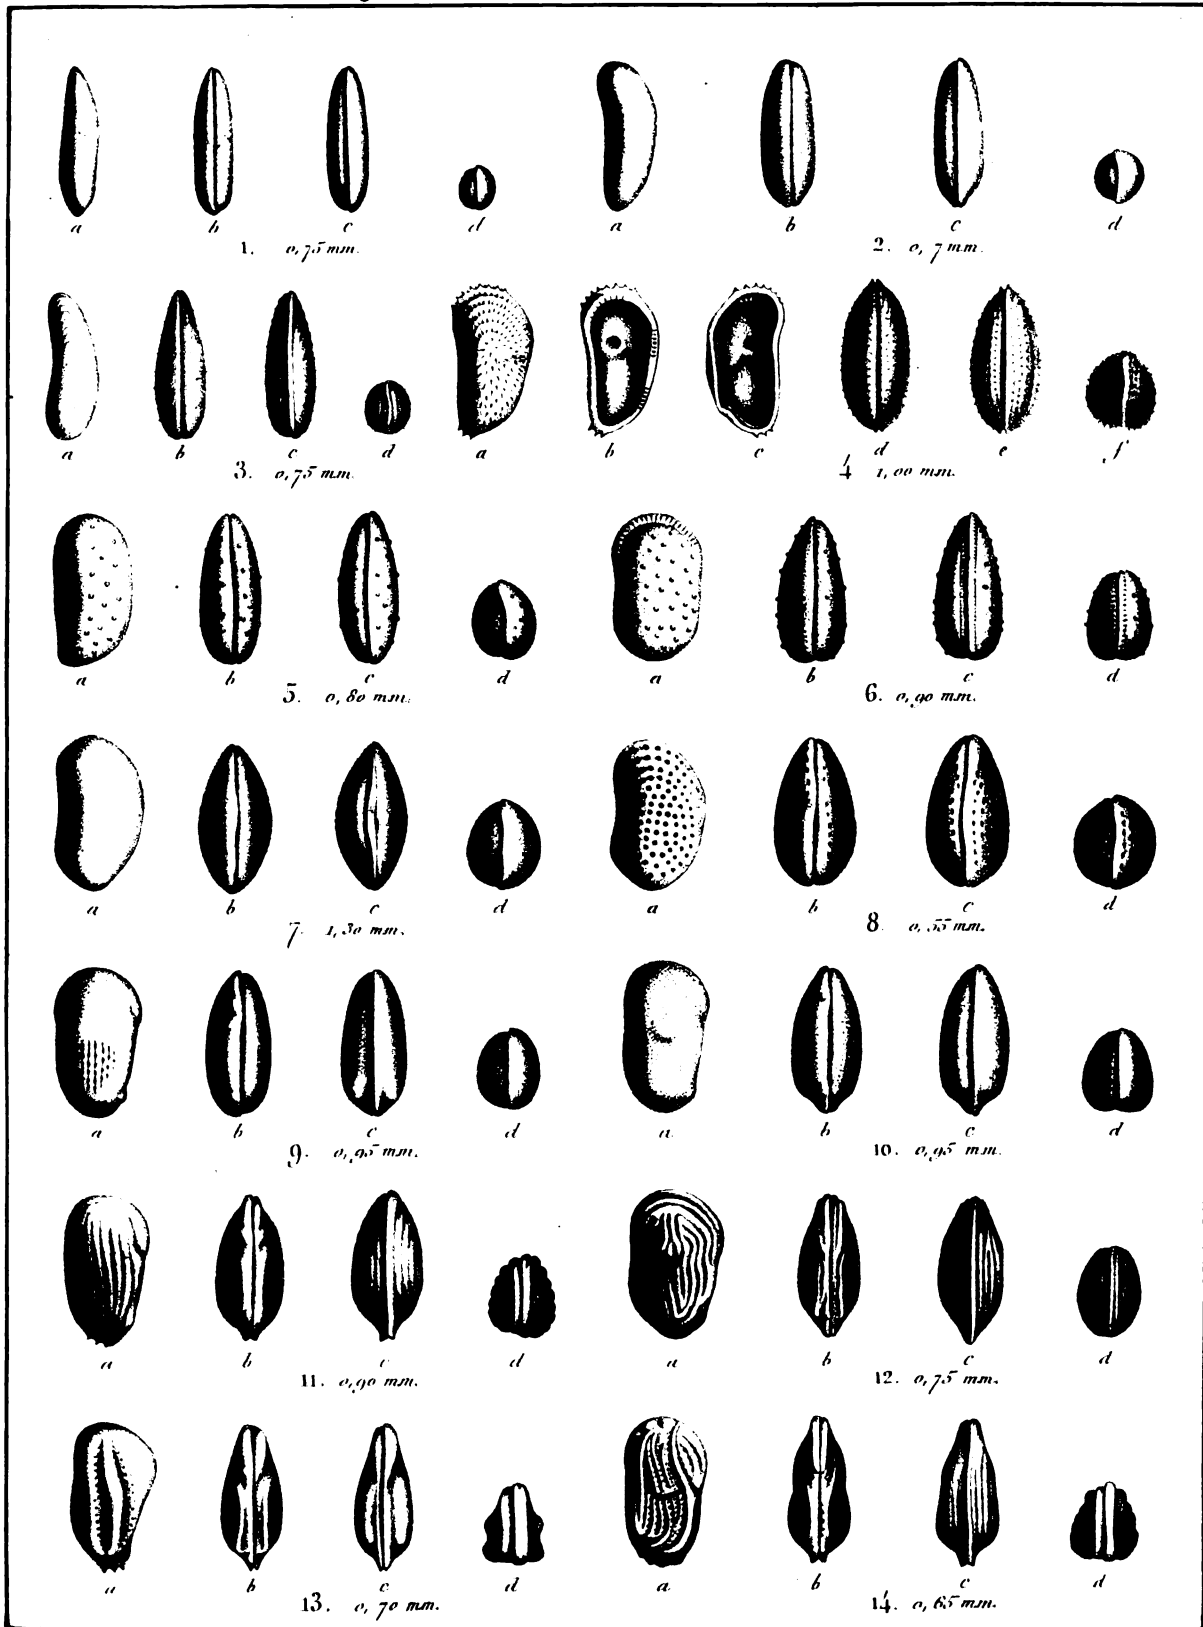 a b c d a b c d
1. 0,75 mm. 2. 0,7 mm.
a b c d a b c d e f
3. 0,75 mm. 4 1,00 mm.
a b c d a b c d
5. 0,80 mm. 6. 0,90 mm.
a b c d a b c d
7. 1,30 mm. 8. 0,55 mm.
a b c d a b c d
9. 0,95 mm. 10. 0,95 mm.
a b c d a b c d
11. 0,90 mm. 12. 0,75 mm.
a b c d a b c d
13. 0,70 mm. 14. 0,65 mm.